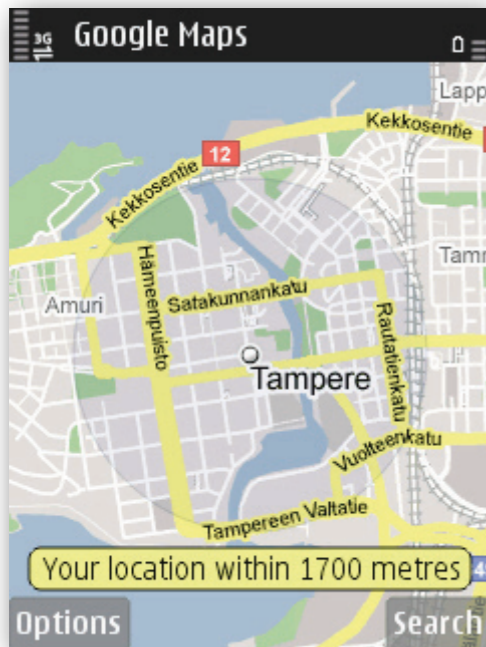 3G
Google Maps
Lapp
Kekkosentie
12
Kekkosentie
Tamm
Hämeenpuisto
Satakunnankatu
Amuri
Rautatienkatu
Tampere
Vuolteenkatu
Tampereen Valtatie
Your location within 1700 metres
Options
Search